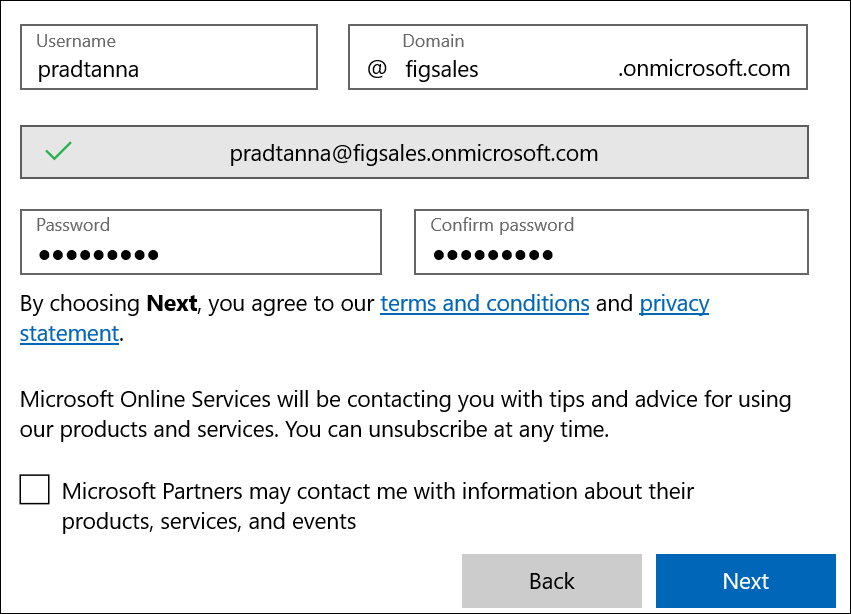 Username
pradtanna
Domain
@ figsales .onmicrosoft.com
pradtanna@figsales.onmicrosoft.com
Password
●●●●●●●●●
Confirm password
●●●●●●●●●
By choosing Next, you agree to our terms and conditions and privacy
statement.
Microsoft Online Services will be contacting you with tips and advice for using
our products and services. You can unsubscribe at any time.
Microsoft Partners may contact me with information about their
products, services, and events
Back
Next